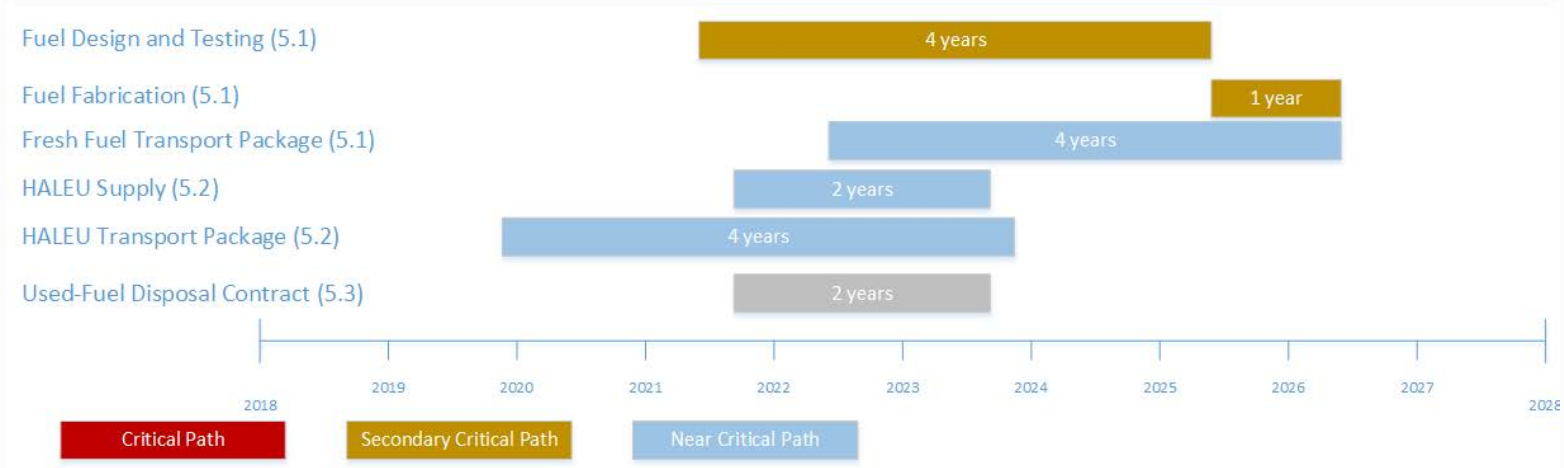 Fuel Design and Testing (5.1)
4 years
Fuel Fabrication (5.1)
1 year
Fresh Fuel Transport Package (5.1)
4 years
HALEU Supply (5.2)
2 years
HALEU Transport Package (5.2)
4 years
Used-Fuel Disposal Contract (5.3)
2 years
2019 2020 2021 2022 2023 2024 2025 2026 2027
2018 2028
Critical Path Secondary Critical Path Near Critical Path